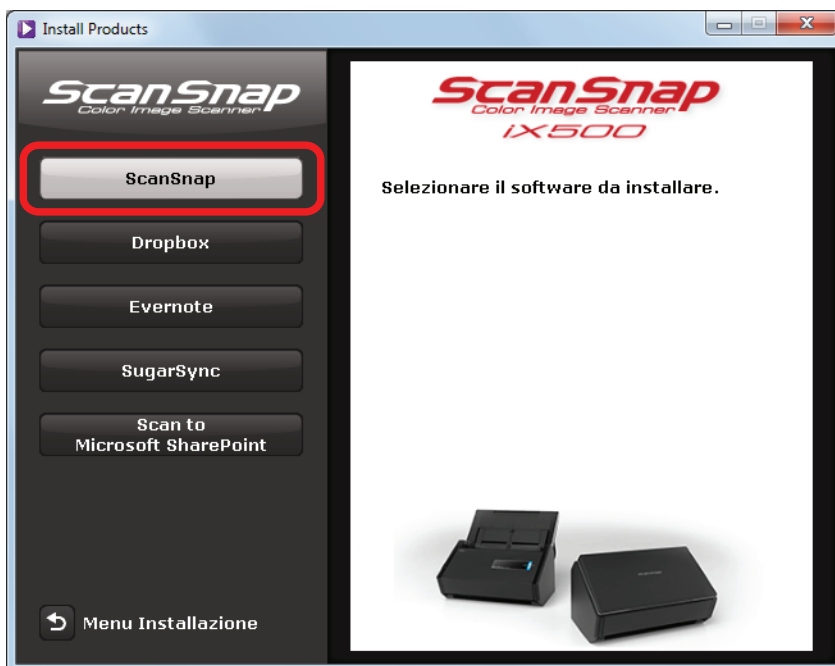 Install Products
ScanSnap
Color Image Scanner
ScanSnap
Color Image Scanner
iX500
ScanSnap
Selezionare il software da installare.
Dropbox
Evernote
SugarSync
Scan to
Microsoft SharePoint
Menu Installazione